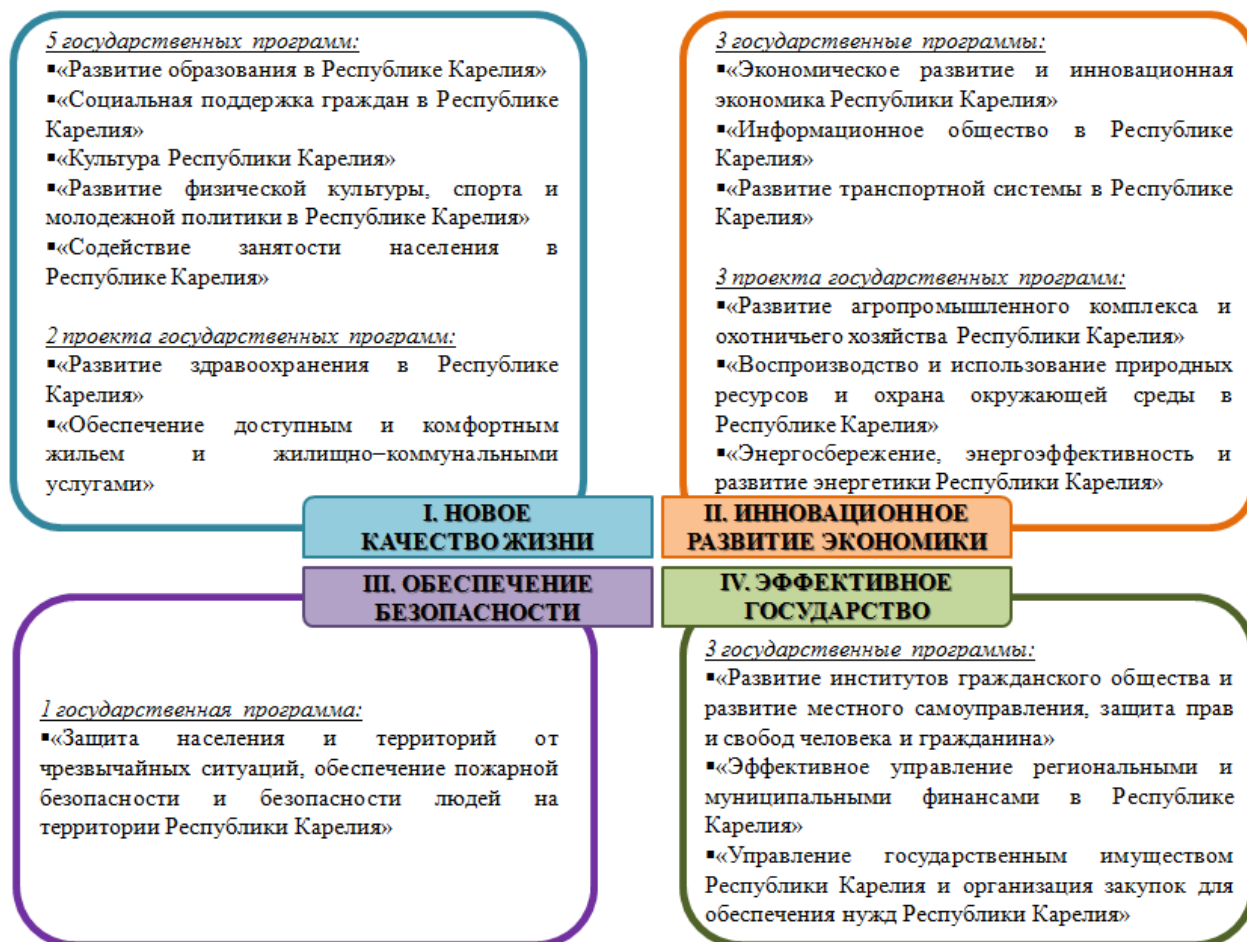 5 государственных программ:
▪«Развитие образования в Республике Карелия»
▪«Социальная поддержка граждан в Республике
Карелия»
▪«Культура Республики Карелия»
▪«Развитие физической культуры, спорта и
молодежной политики в Республике Карелия»
▪«Содействие занятости населения в
Республике Карелия»
2 проекта государственных программ:
▪«Развитие здравоохранения в Республике
Карелия»
▪«Обеспечение доступным и комфортным
жильем и жилищно–коммунальными
услугами»
I. НОВОЕ
КАЧЕСТВО ЖИЗНИ
3 государственные программы:
▪«Экономическое развитие и инновационная
экономика Республики Карелия»
▪«Информационное общество в Республике
Карелия»
▪«Развитие транспортной системы в Республике
Карелия»
3 проекта государственных программ:
▪«Развитие агропромышленного комплекса и
охотничьего хозяйства Республики Карелия»
▪«Воспроизводство и использование природных
ресурсов и охрана окружающей среды в
Республике Карелия»
▪«Энергосбережение, энергоэффективность и
развитие энергетики Республики Карелия»
II. ИННОВАЦИОННОЕ
РАЗВИТИЕ ЭКОНОМИКИ
III. ОБЕСПЕЧЕНИЕ
БЕЗОПАСНОСТИ
1 государственная программа:
▪«Защита населения и территорий от
чрезвычайных ситуаций, обеспечение пожарной
безопасности и безопасности людей на
территории Республики Карелия»
IV. ЭФФЕКТИВНОЕ
ГОСУДАРСТВО
3 государственные программы:
▪«Развитие институтов гражданского общества и
развитие местного самоуправления, защита прав
и свобод человека и гражданина»
▪«Эффективное управление региональными и
муниципальными финансами в Республике
Карелия»
▪«Управление государственным имуществом
Республики Карелия и организация закупок для
обеспечения нужд Республики Карелия»